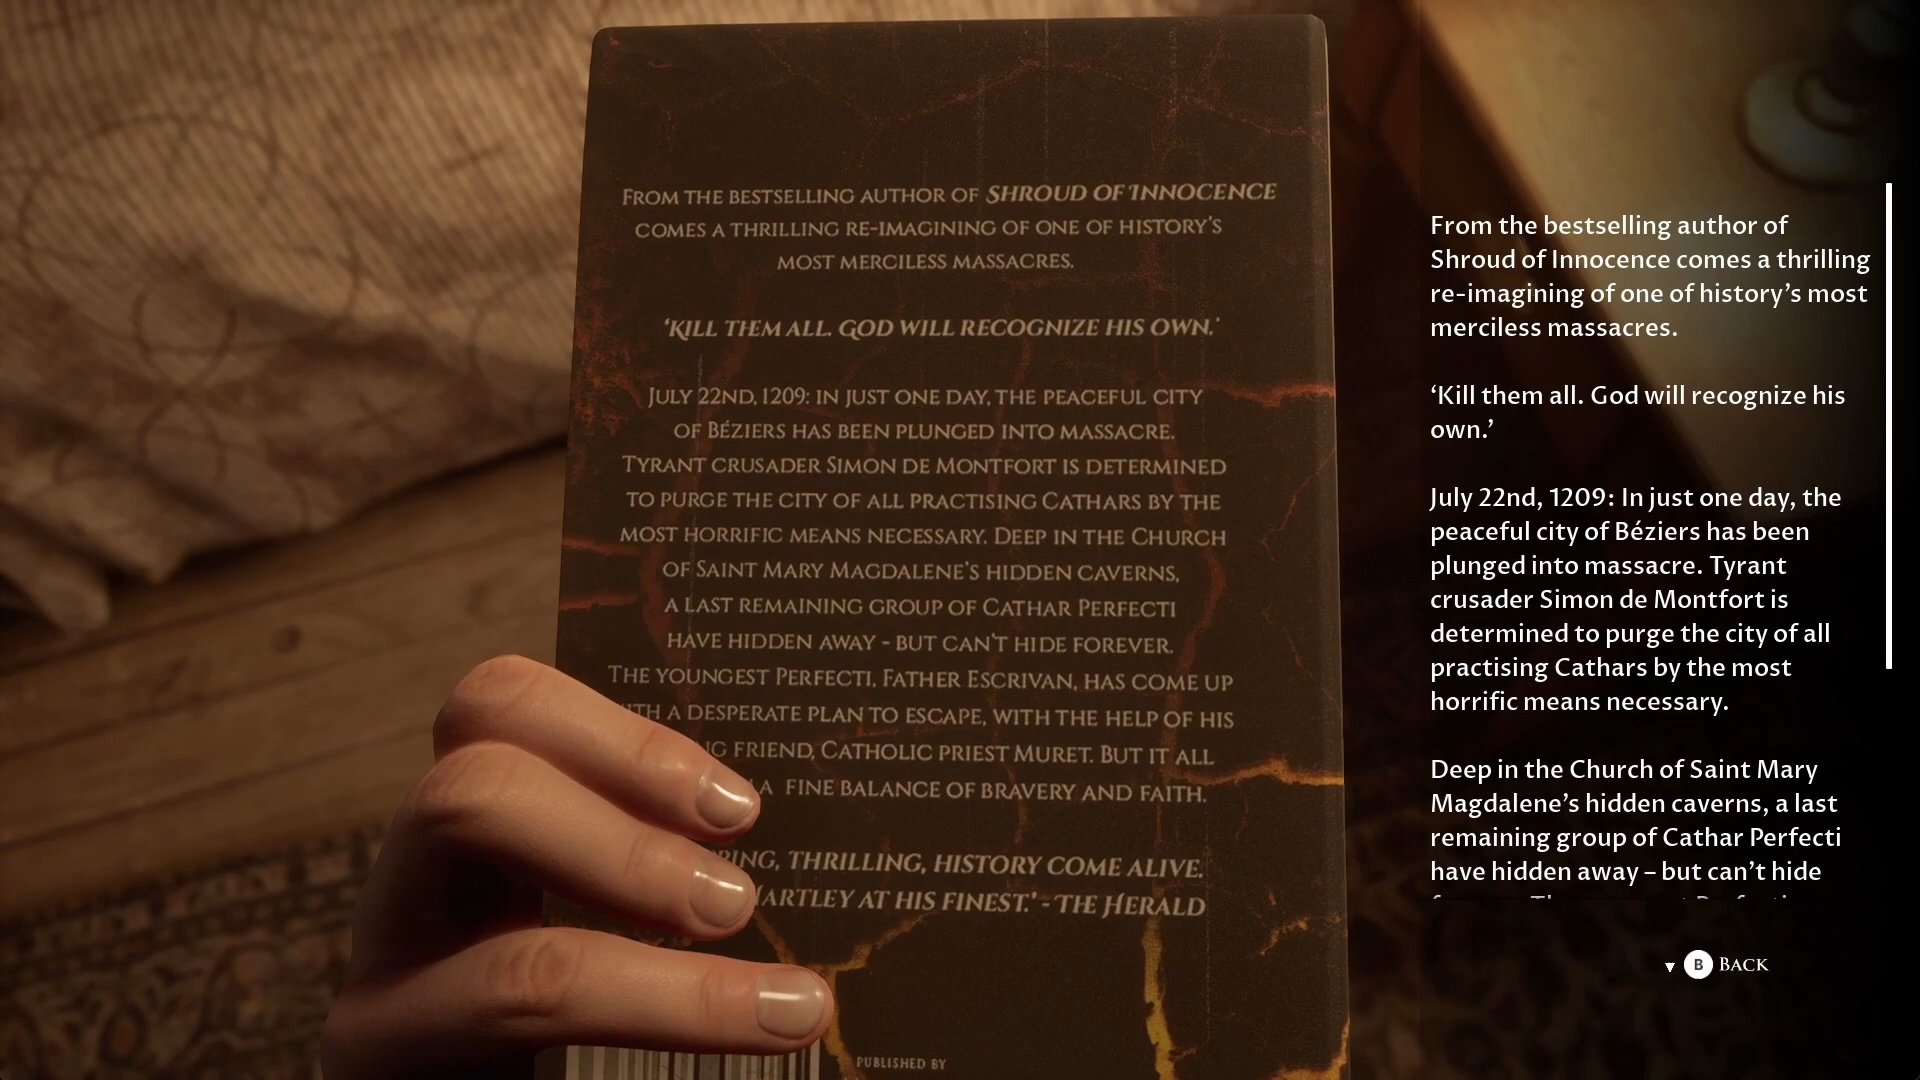 From the bestselling author of Shroud of Innocence
comes a thrilling re-imagining of one of history's
most merciless massacres.
'Kill them all. God will recognize his own.'
July 22nd, 1209: In just one day, the peaceful city
of Béziers has been plunged into massacre.
Tyrant crusader Simon de Montfort is determined
to purge the city of all practising Cathars by the
most horrific means necessary. Deep in the Church
of Saint Mary Magdalene's hidden caverns,
a last remaining group of Cathar Perfecti
have hidden away - but can't hide forever.
The youngest Perfecti, Father Escrivan, has come up
a desperate plan to escape, with the help of his
friend, Catholic priest Muret. But it all
a fine balance of bravery and faith.
thrilling, history come alive.
Hartley at his finest.' - The Herald
Published by
From the bestselling author of
Shroud of Innocence comes a thrilling
re-imagining of one of history's most
merciless massacres.
‘Kill them all. God will recognize his
own.’
July 22nd, 1209: In just one day, the
peaceful city of Béziers has been
plunged into massacre. Tyrant
crusader Simon de Montfort is
determined to purge the city of all
practising Cathars by the most
horrific means necessary.
Deep in the Church of Saint Mary
Magdalene’s hidden caverns, a last
remaining group of Cathar Perfecti
have hidden away – but can’t hide
B Back